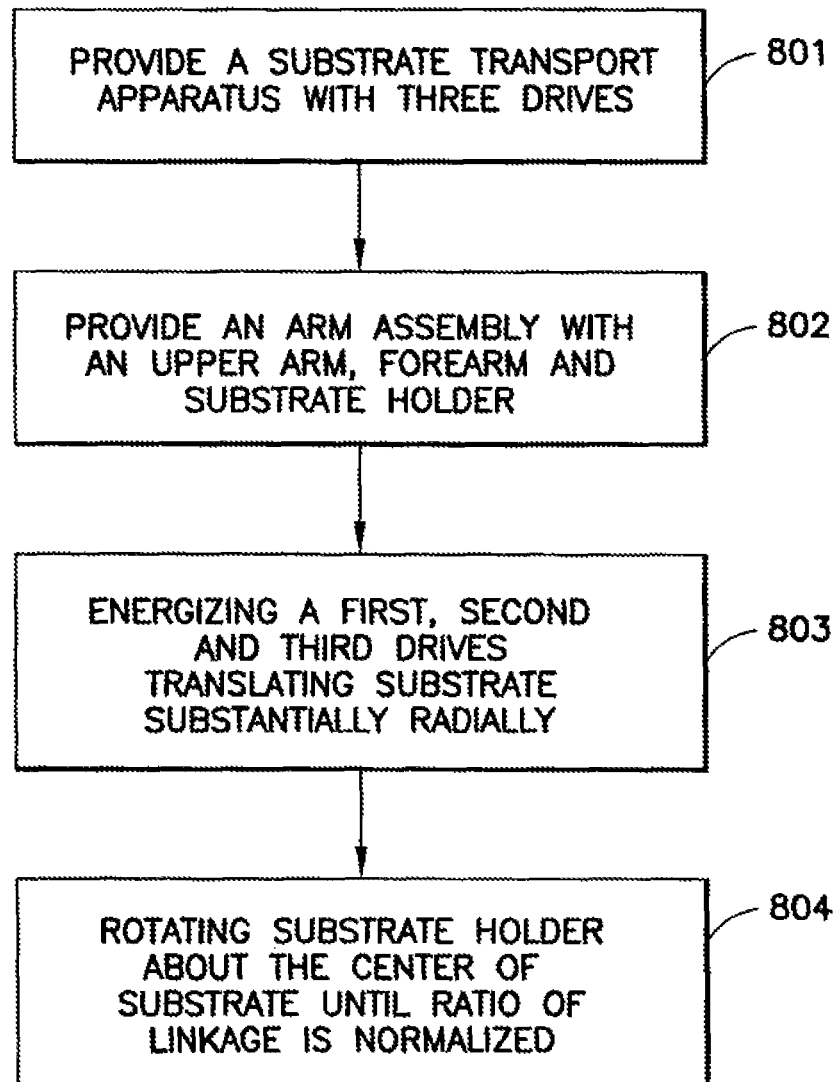 PROVIDE A SUBSTRATE TRANSPORT
APPARATUS WITH THREE DRIVES
801
PROVIDE AN ARM ASSEMBLY WITH
AN UPPER ARM, FOREARM AND
SUBSTRATE HOLDER
802
ENERGIZING A FIRST, SECOND
AND THIRD DRIVES
TRANSLATING SUBSTRATE
SUBSTANTIALLY RADIALLY
803
ROTATING SUBSTRATE HOLDER
ABOUT THE CENTER OF
SUBSTRATE UNTIL RATIO OF
LINKAGE IS NORMALIZED
804